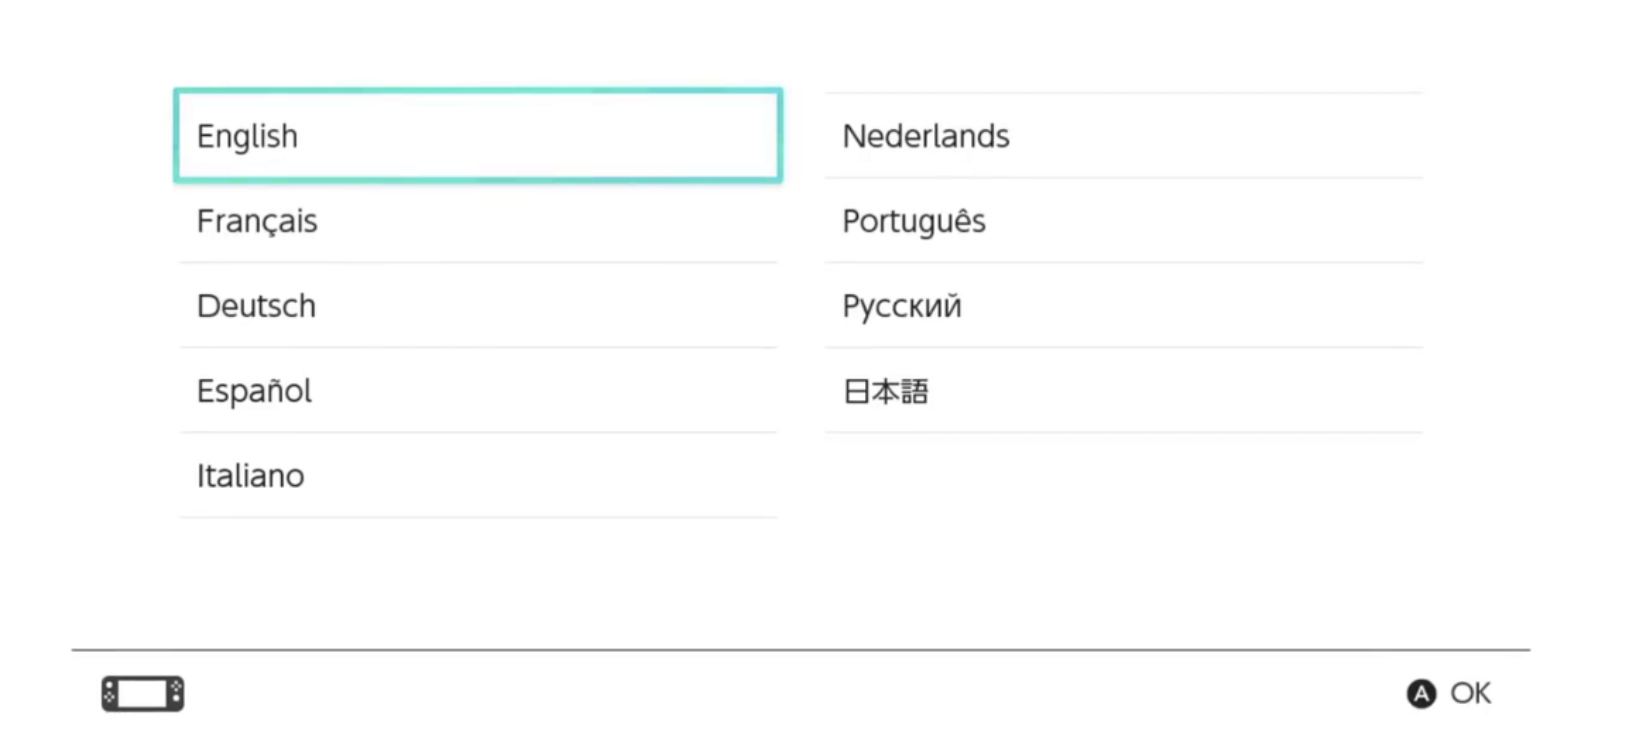 English
Français
Deutsch
Español
Italiano
Nederlands
Português
Русский
日本語
A OK